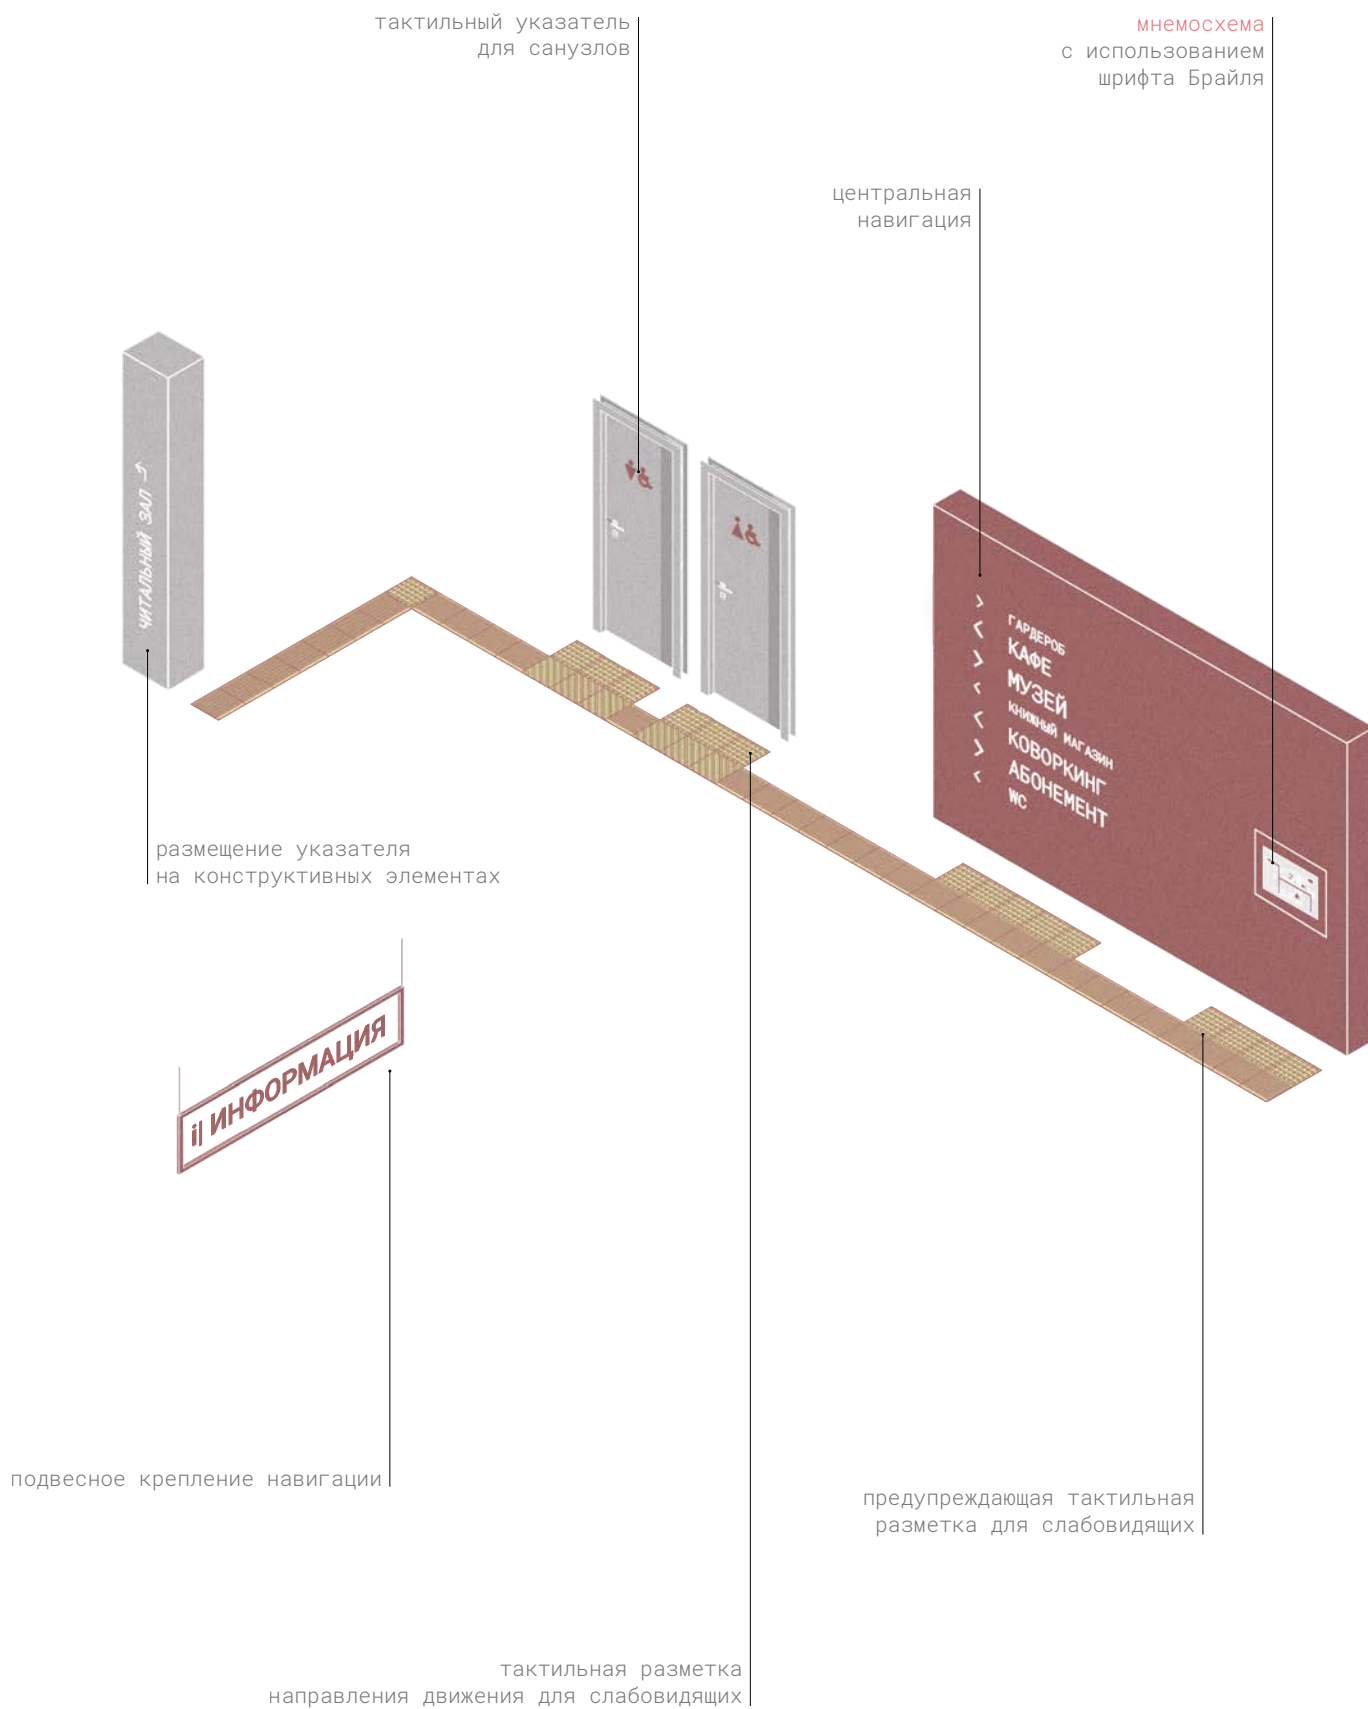 тактильный указатель
для санузлов
мнемосхема
с использованием
шрифта Брайля
центральная
навигация
ЧИТАЛЬНЫЙ ЗАЛ
> ГАРДЕРОБ
< КАФЕ
> МУЗЕЙ
< КНИЖНЫЙ МАГАЗИН
< КОВОРКИНГ
> АБОНЕМЕНТ
< WC
размещение указателя
на конструктивных элементах
i| ИНФОРМАЦИЯ
подвесное крепление навигации
предупреждающая тактильная
разметка для слабовидящих
тактильная разметка
направления движения для слабовидящих